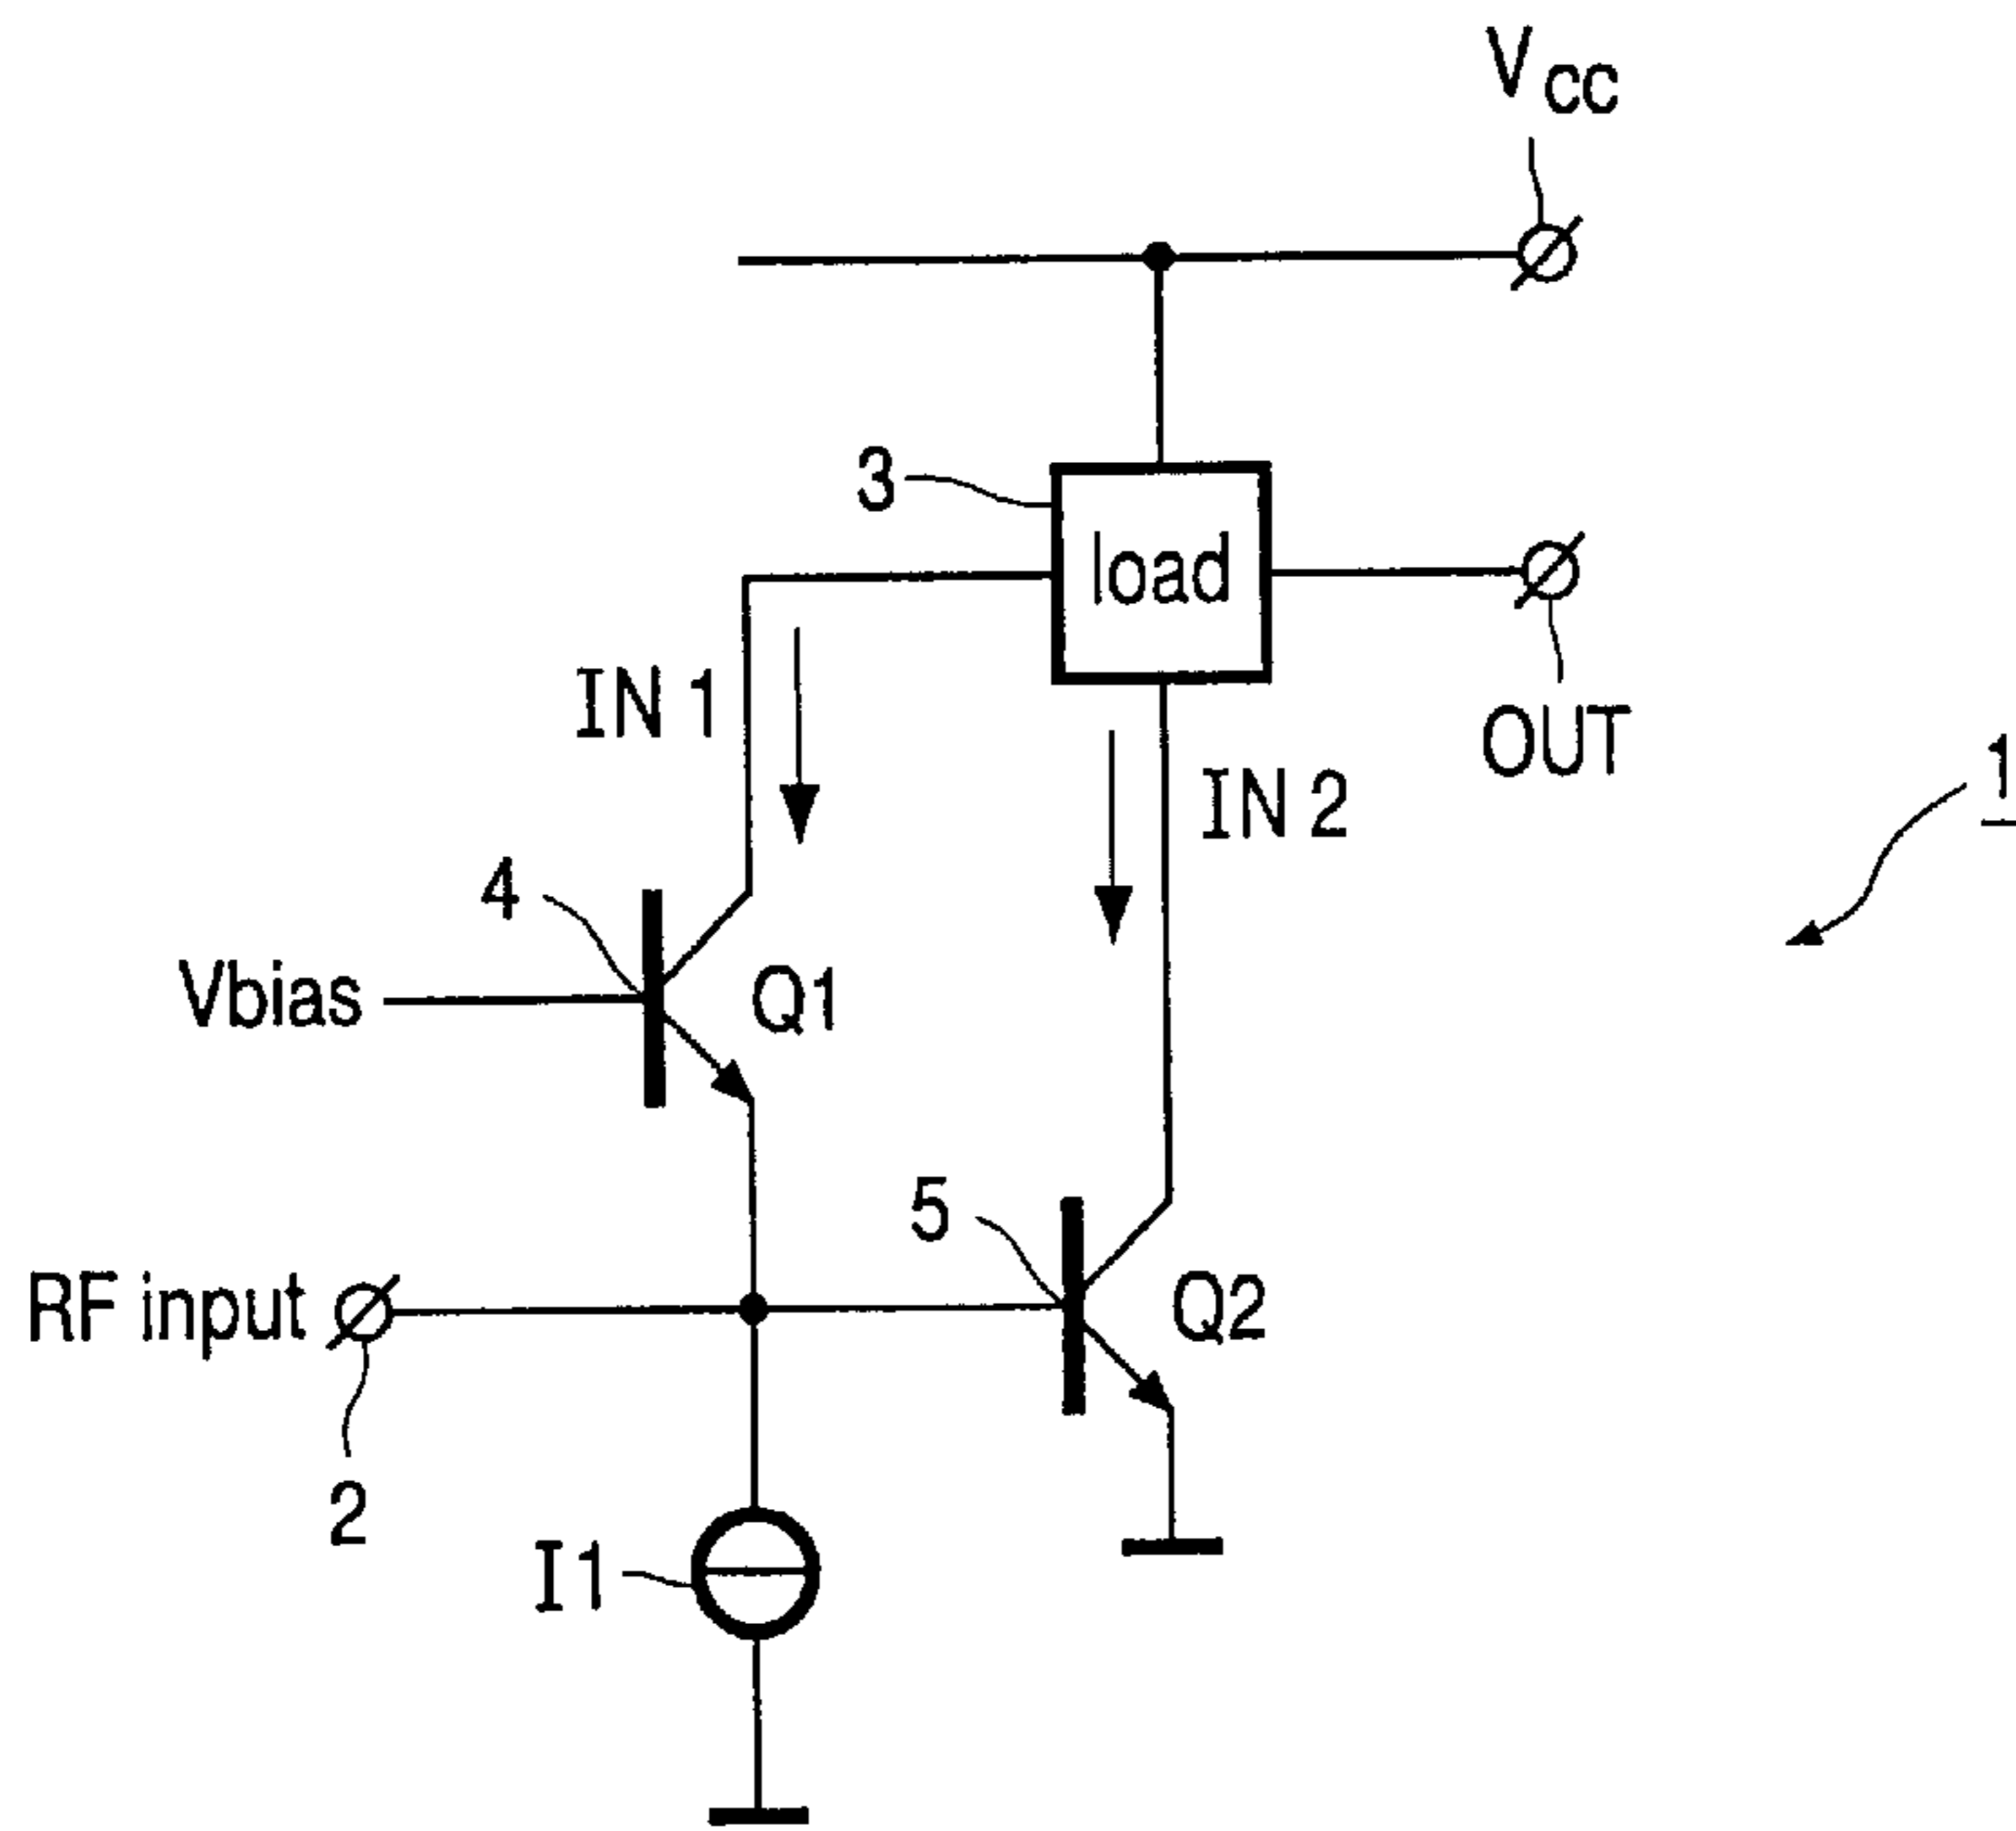 Vcc
3
load
IN 1
OUT
IN 2
1
4
Vbias
Q1
5
RF input
Q2
2
I1